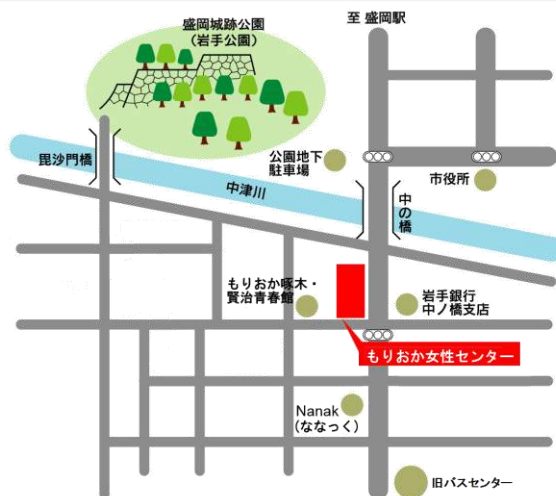 盛岡城跡公園
（岩手公園）
至 盛岡駅
毘沙門橋
公園地下
駐車場
市役所
中津川
中の橋
もりおか啄木・
賢治青春館
岩手銀行
中ノ橋支店
もりおか女性センター
Nanak
（ななっく）
旧バスセンター